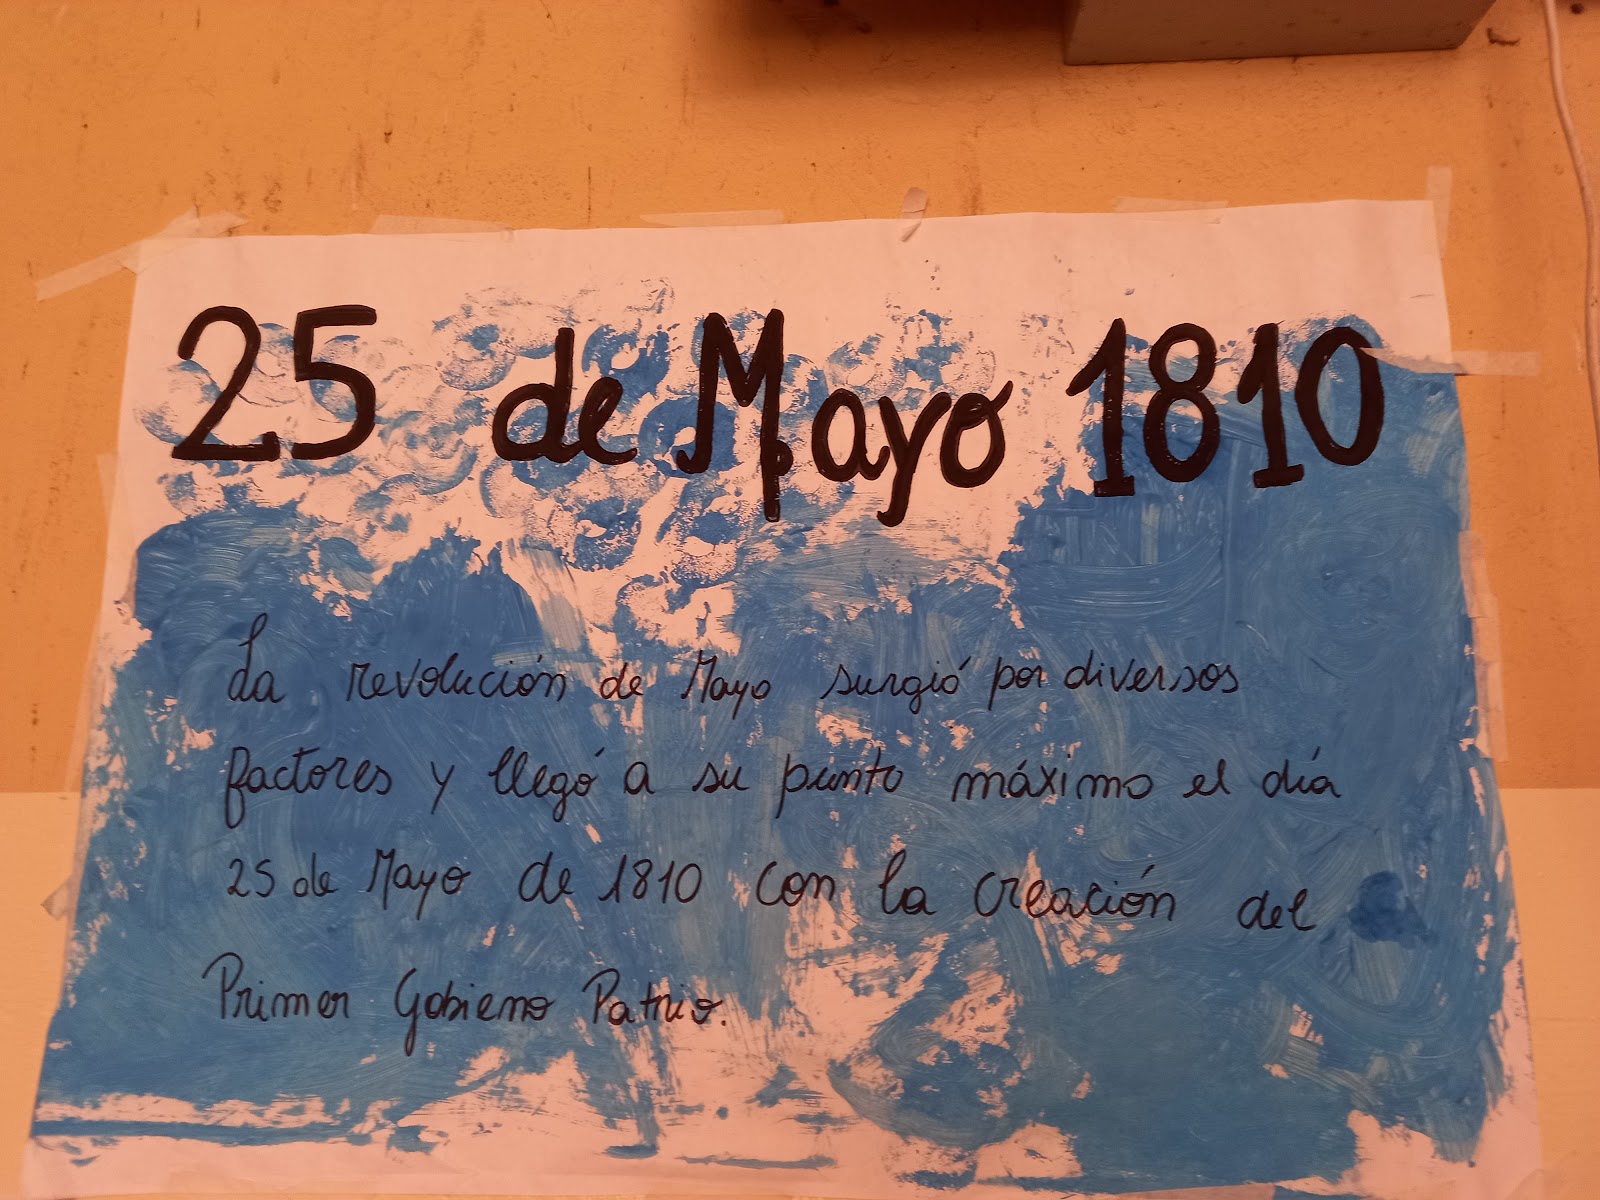 25 de Mayo 1810
La revolución de Mayo surgió por diversos
factores y llegó a su punto máximo el día
25 de Mayo de 1810 con la creación del
Primer Gobierno Patrio.